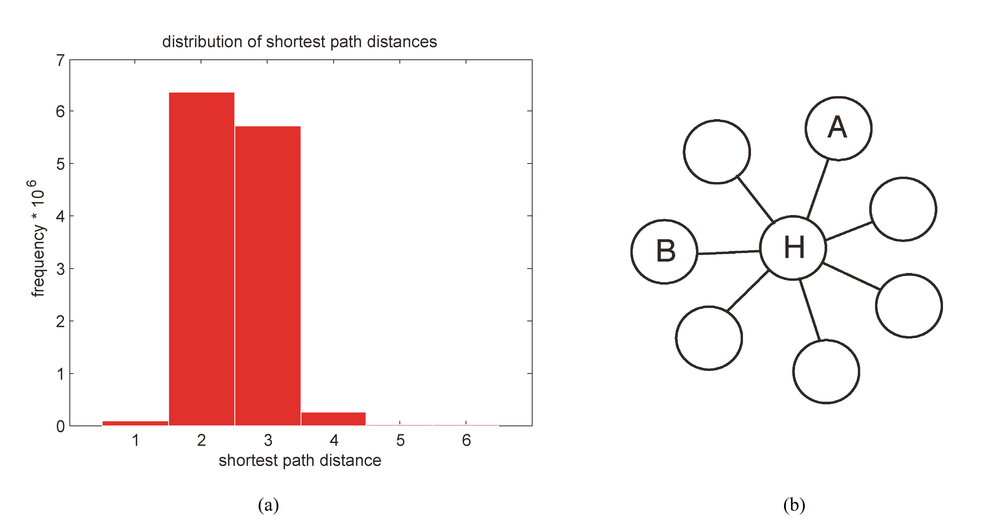 distribution of shortest path distances
7
6
5
4
3
2
1
0
frequency * 10^6
1 2 3 4 5 6
shortest path distance
(a)
A
B
H
(b)